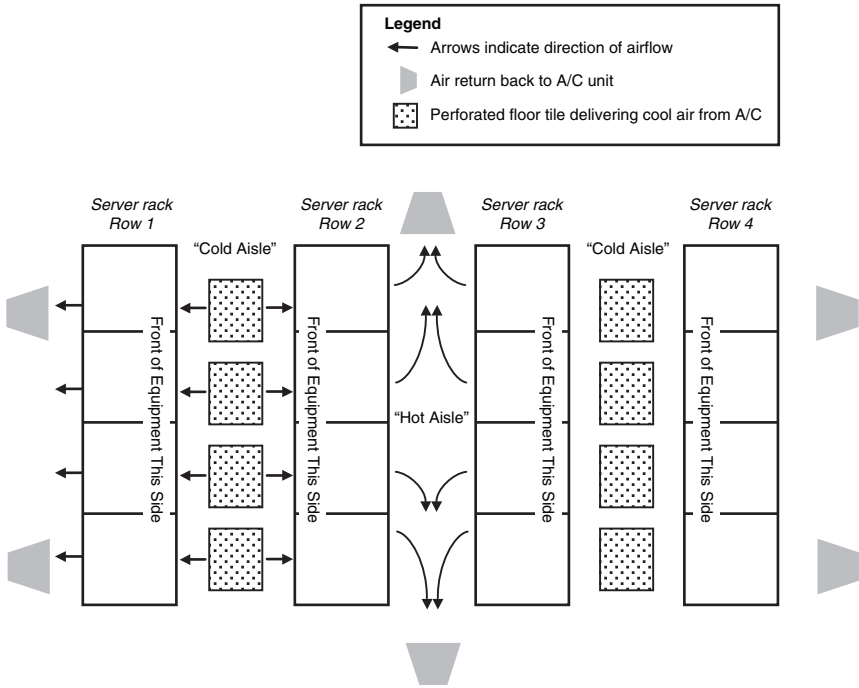 Legend
Arrows indicate direction of airflow
Air return back to A/C unit
Perforated floor tile delivering cool air from A/C
Server rack
Row 1
Server rack
Row 2
Server rack
Row 3
Server rack
Row 4
“Cold Aisle”
“Cold Aisle”
Front of Equipment This Side
Front of Equipment This Side
“Hot Aisle”
Front of Equipment This Side
Front of Equipment This Side